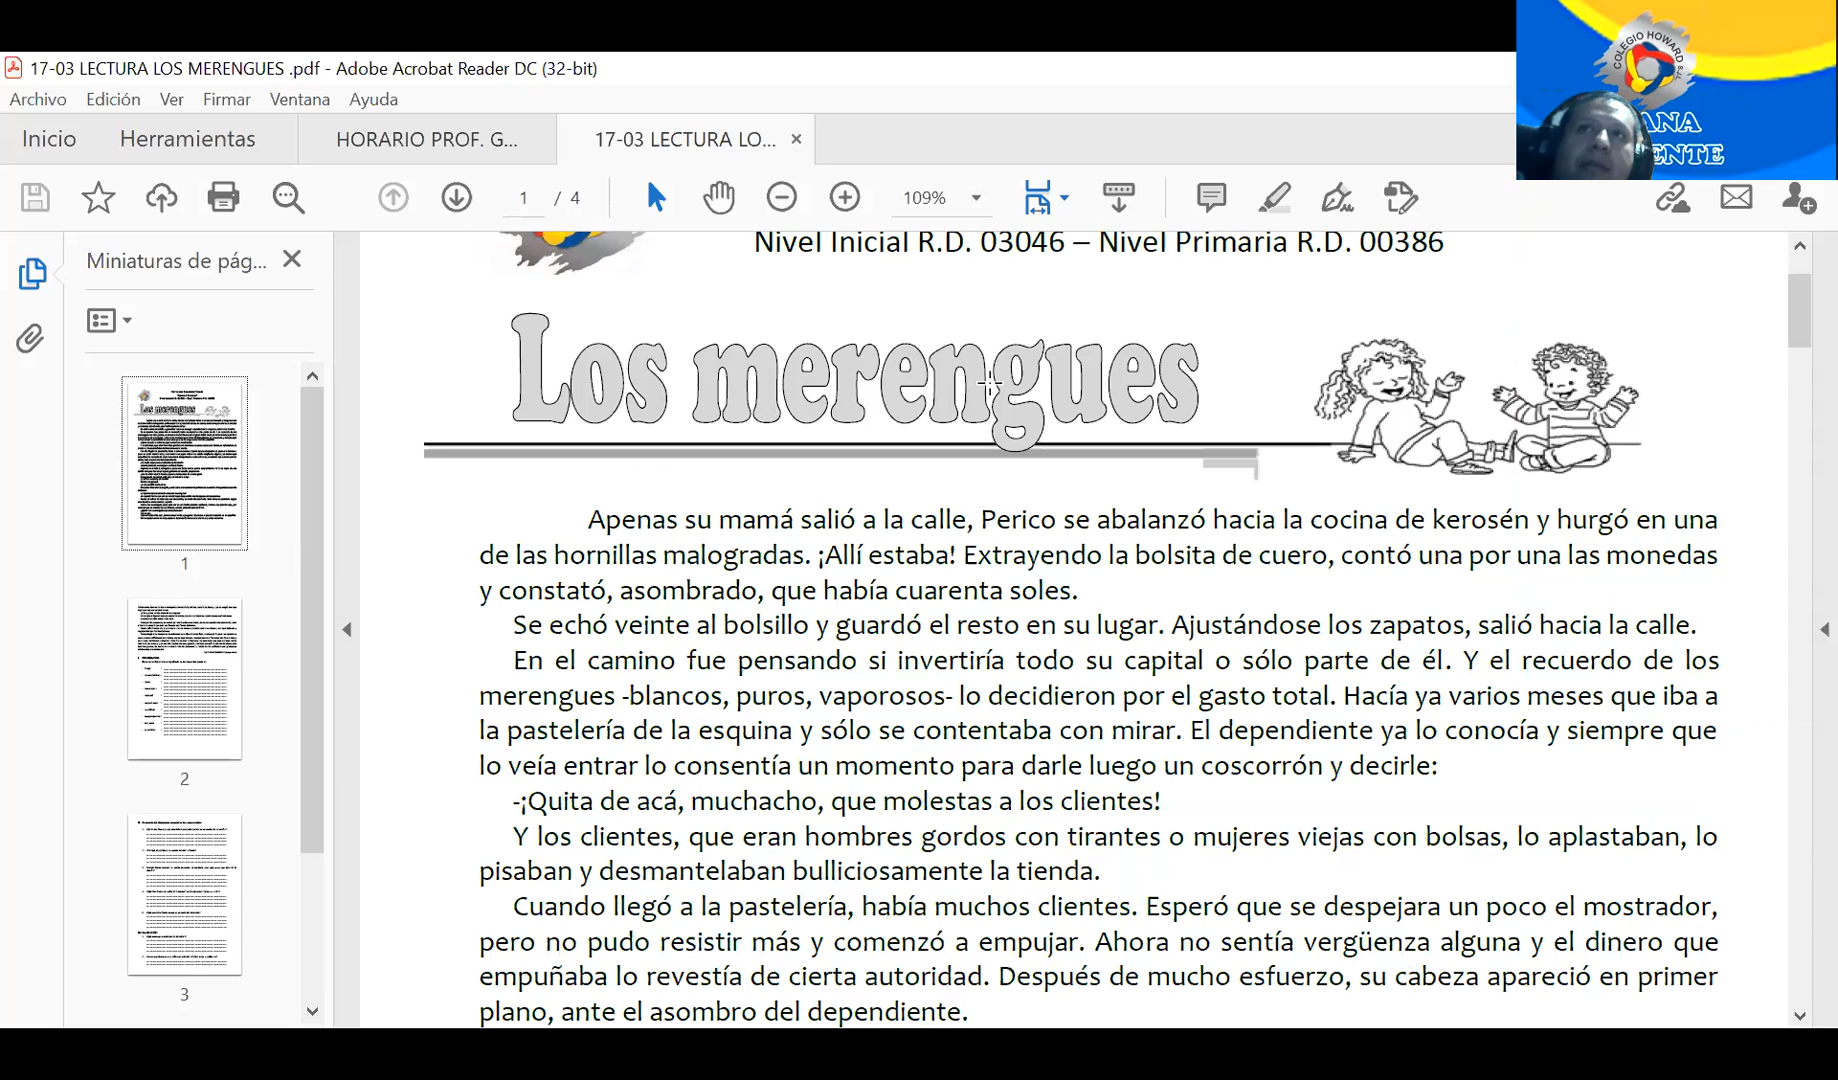 17-03 LECTURA LOS MERENGUES .pdf - Adobe Acrobat Reader DC (32-bit)
Archivo Edición Ver Firmar Ventana Ayuda
Inicio Herramientas HORARIO PROF. G... 17-03 LECTURA LO... ×
1 / 4 109%
COLEGIO HOWARD
ANA
ENTE
Miniaturas de pág...
1
2
3
Nivel Inicial R.D. 03046 – Nivel Primaria R.D. 00386
Los merengues
Apenas su mamá salió a la calle, Perico se abalanzó hacia la cocina de kerosén y hurgó en una
de las hornillas malogradas. ¡Allí estaba! Extrayendo la bolsita de cuero, contó una por una las monedas
y constató, asombrado, que había cuarenta soles.
Se echó veinte al bolsillo y guardó el resto en su lugar. Ajustándose los zapatos, salió hacia la calle.
En el camino fue pensando si invertiría todo su capital o sólo parte de él. Y el recuerdo de los
merengues -blancos, puros, vaporosos- lo decidieron por el gasto total. Hacía ya varios meses que iba a
la pastelería de la esquina y sólo se contentaba con mirar. El dependiente ya lo conocía y siempre que
lo veía entrar lo consentía un momento para darle luego un coscorrón y decirle:
-¡Quita de acá, muchacho, que molestas a los clientes!
Y los clientes, que eran hombres gordos con tirantes o mujeres viejas con bolsas, lo aplastaban, lo
pisaban y desmantelaban bulliciosamente la tienda.
Cuando llegó a la pastelería, había muchos clientes. Esperó que se despejara un poco el mostrador,
pero no pudo resistir más y comenzó a empujar. Ahora no sentía vergüenza alguna y el dinero que
empuñaba lo revestía de cierta autoridad. Después de mucho esfuerzo, su cabeza apareció en primer
plano, ante el asombro del dependiente.